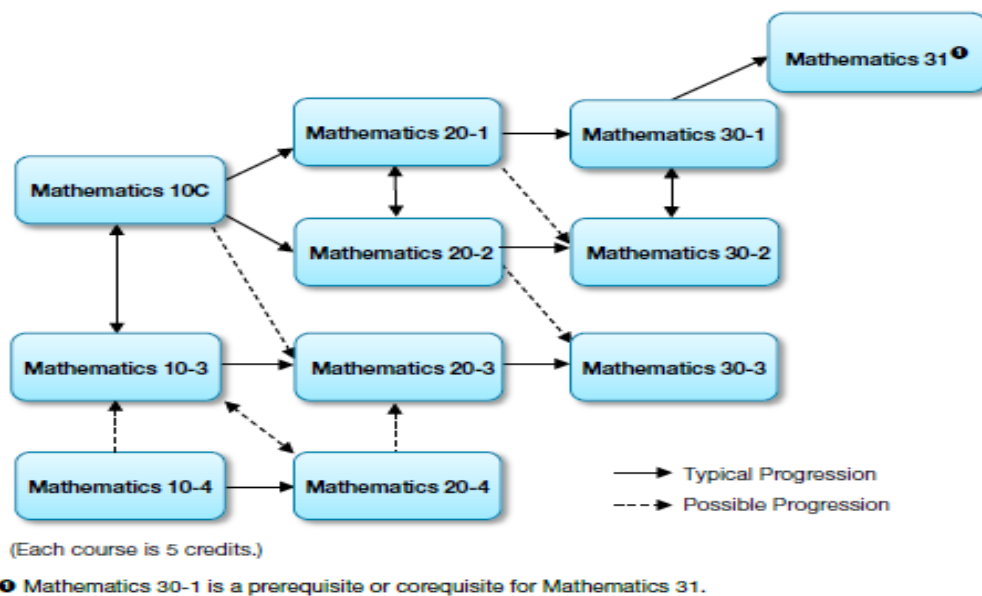 Mathematics 31❶
Mathematics 20-1
Mathematics 30-1
Mathematics 10C
Mathematics 20-2
Mathematics 30-2
Mathematics 10-3
Mathematics 20-3
Mathematics 30-3
Mathematics 10-4
Mathematics 20-4
Typical Progression
Possible Progression
(Each course is 5 credits.)
❶ Mathematics 30-1 is a prerequisite or corequisite for Mathematics 31.